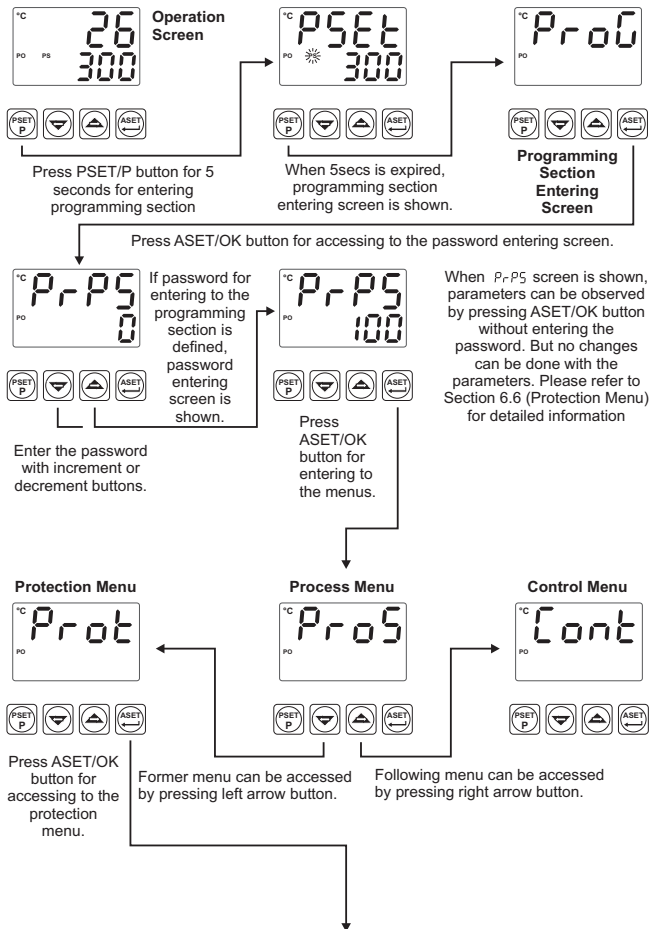 °C 26
PO PS 300
PSET P ASET
Operation
Screen
°C PSEt
PO PS 300
PSET P ASET
°C ProG
PO
PSET P ASET
Press PSET/P button for 5
seconds for entering
programming section
When 5secs is expired,
programming section
entering screen is shown.
Programming
Section
Entering
Screen
Press ASET/OK button for accessing to the password entering screen.
°C PrPS
PO 0
PSET P ASET
If password for
entering to the
programming
section is
defined,
password
entering
screen is
shown.
°C PrPS
PO 100
PSET P ASET
When PrPS screen is shown,
parameters can be observed
by pressing ASET/OK button
without entering the
password. But no changes
can be done with the
parameters. Please refer to
Section 6.6 (Protection Menu)
for detailed information
Enter the password
with increment or
decrement buttons.
Press
ASET/OK
button for
entering to
the menus.
Protection Menu
°C Prot
PO
PSET P ASET
Process Menu
°C ProS
PO
PSET P ASET
Control Menu
°C Cont
PO
PSET P ASET
Press ASET/OK
button for
accessing to the
protection
menu.
Former menu can be accessed
by pressing left arrow button.
Following menu can be accessed
by pressing right arrow button.